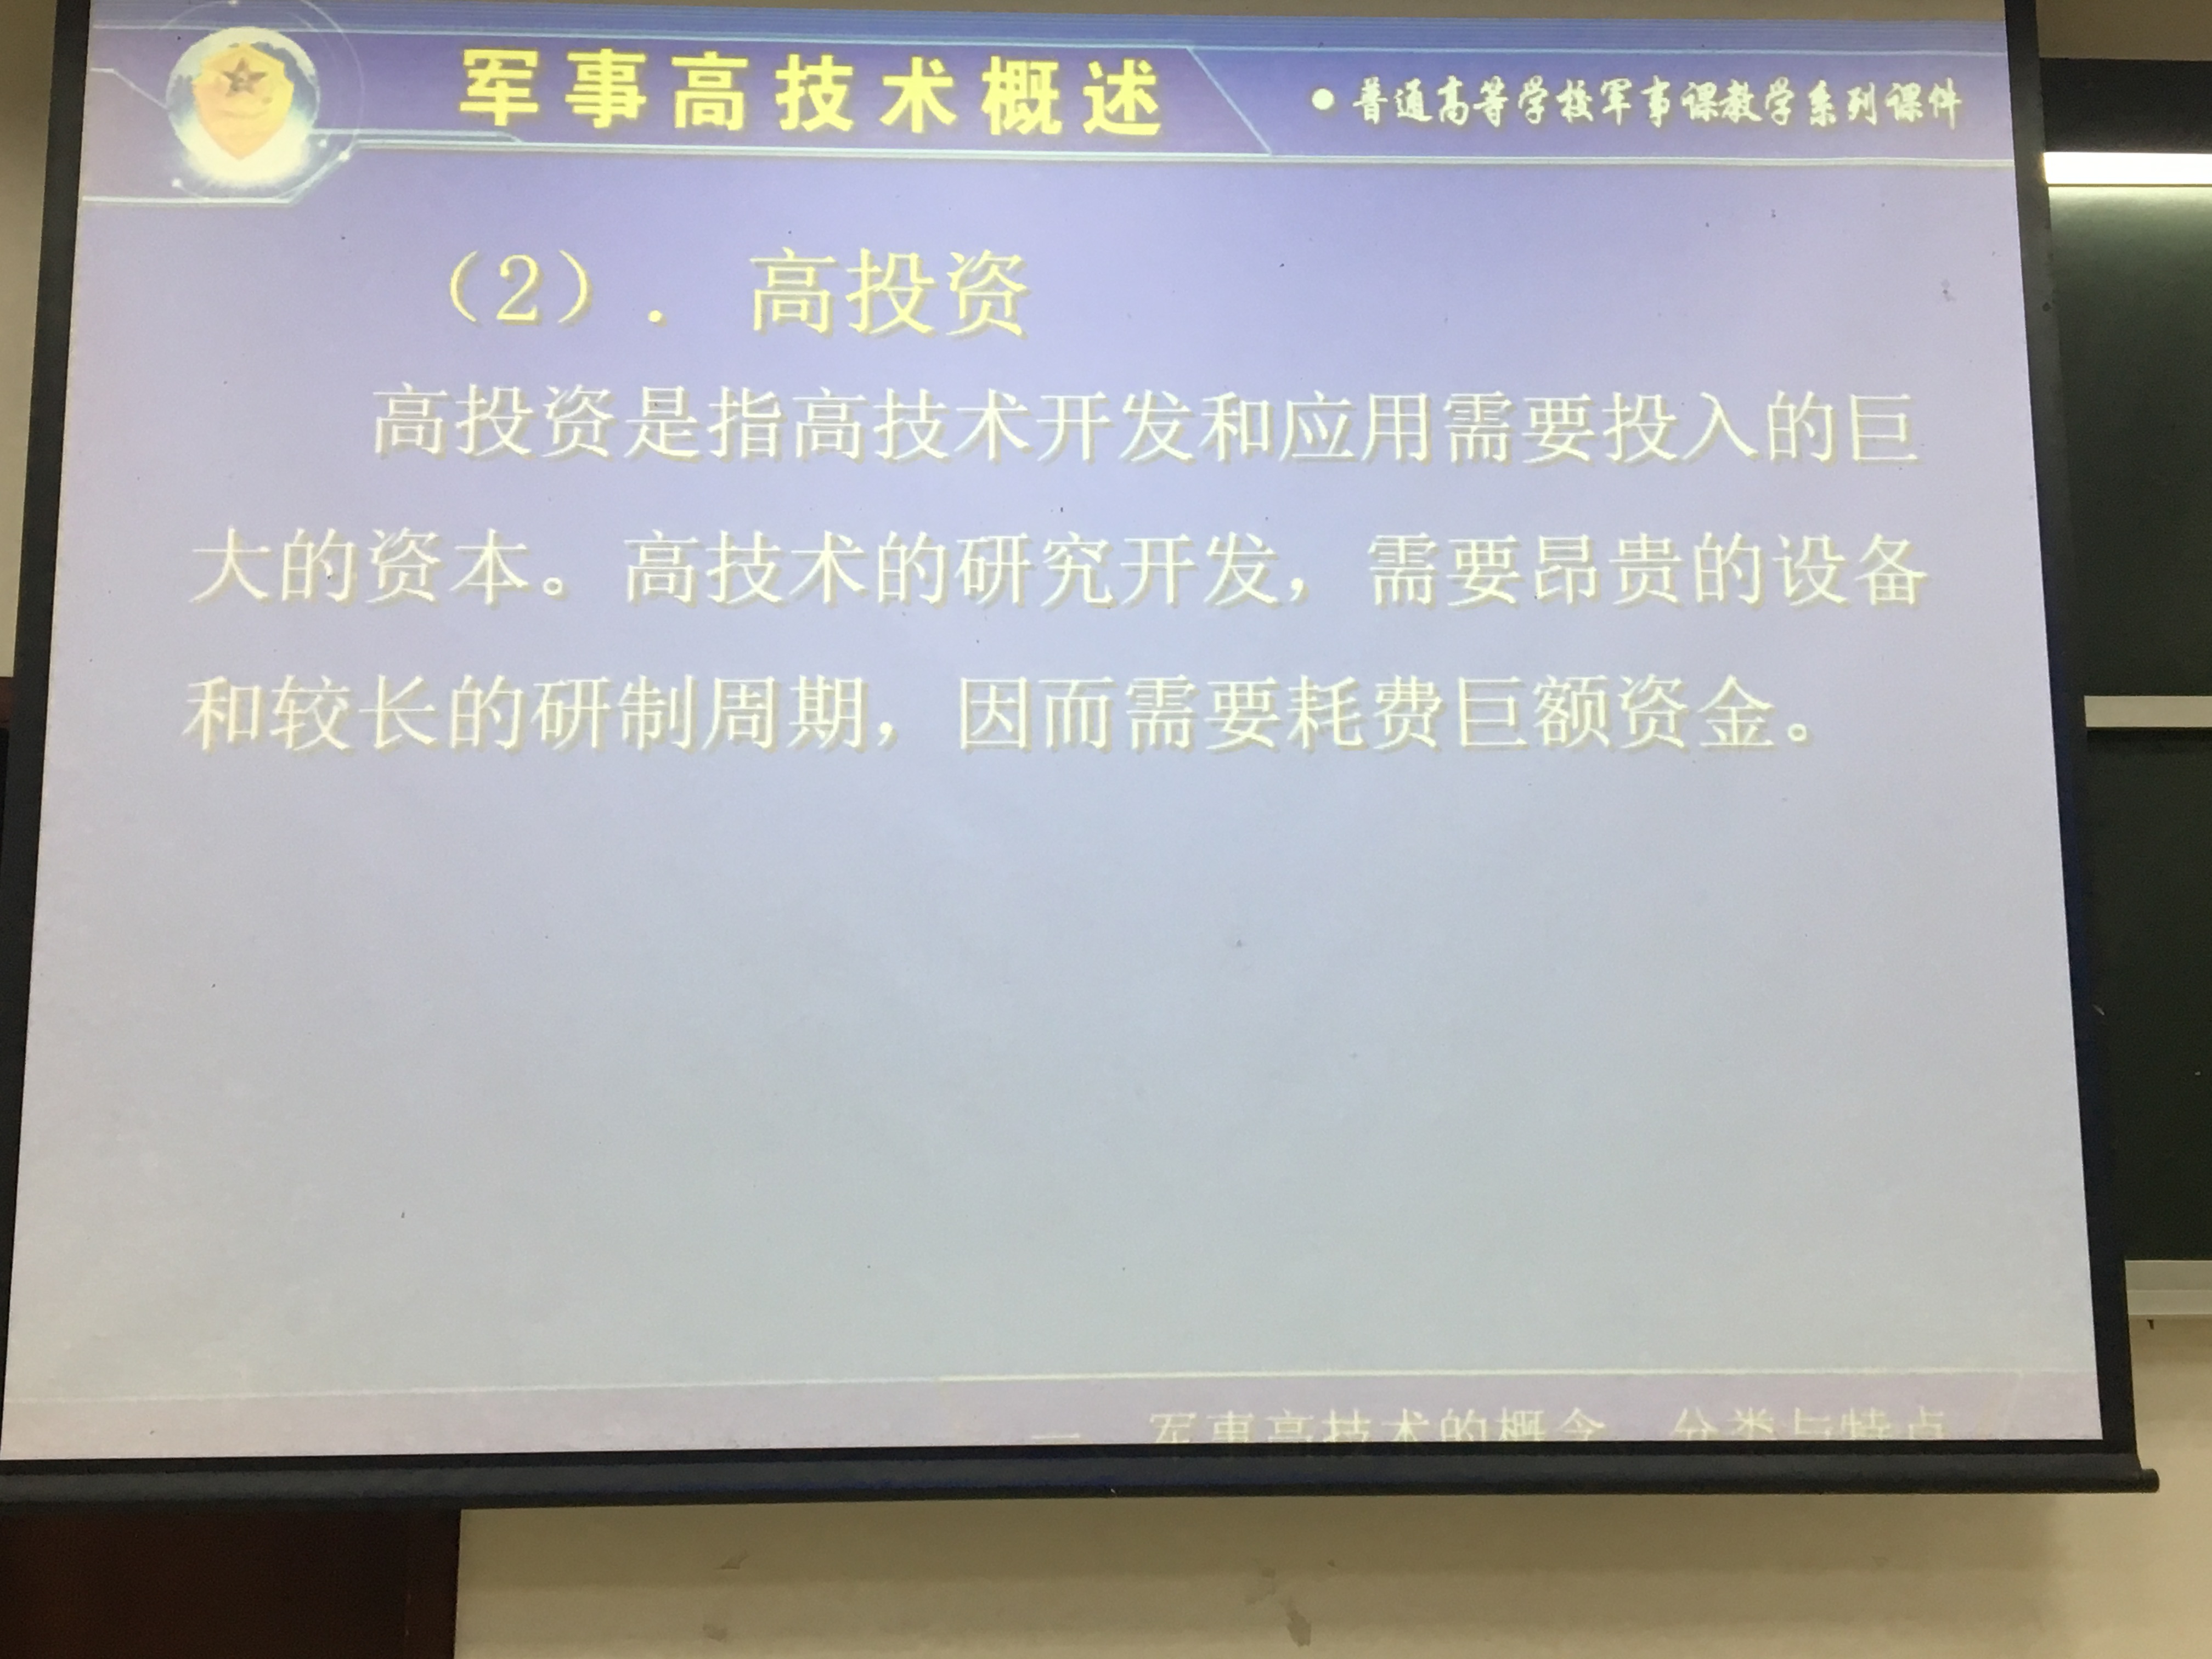 军事高技术概述
•普通高等学校军事课教学系列课件
（2）. 高投资
高投资是指高技术开发和应用需要投入的巨
大的资本。高技术的研究开发，需要昂贵的设备
和较长的研制周期，因而需要耗费巨额资金。
一 军事高技术的概念 分类与特点